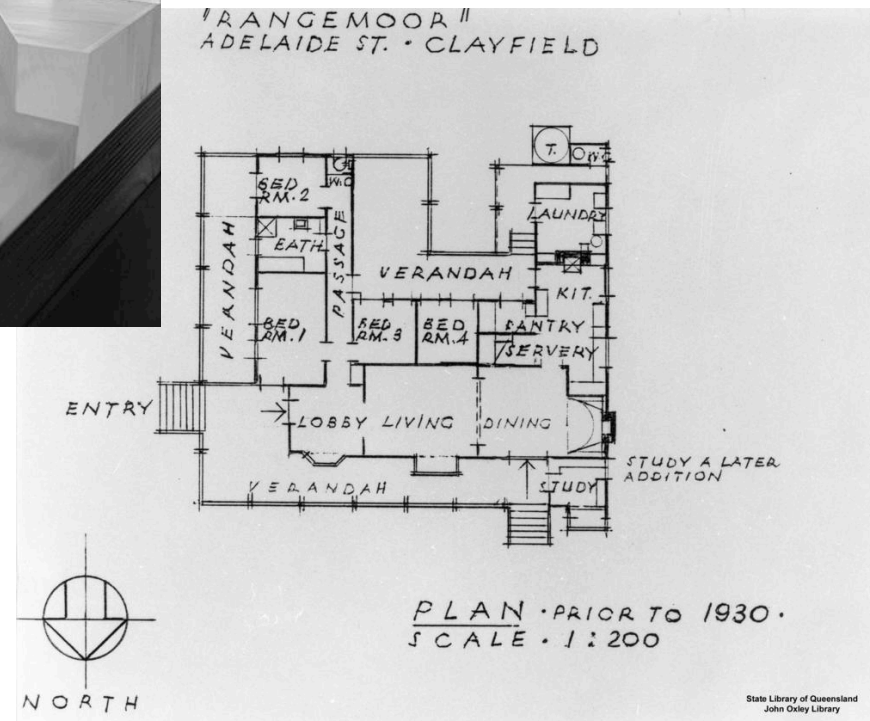 "RANGEMOOR"
ADELAIDE ST. · CLAYFIELD
T.
W.C
BED
RM.2
W.C
LAUNDRY
BATH
VERNDAH
PASSAGE
VERANDAH
KIT.
BED
RM.1
BED
RM.3
BED
RM.4
PANTRY
SERVERY
ENTRY
LOBBY
LIVING
DINING
VERANDAH
STUDY
STUDY A LATER
ADDITION
PLAN · PRIOR TO 1930 ·
SCALE · 1:200
NORTH
State Library of Queensland
John Oxley Library